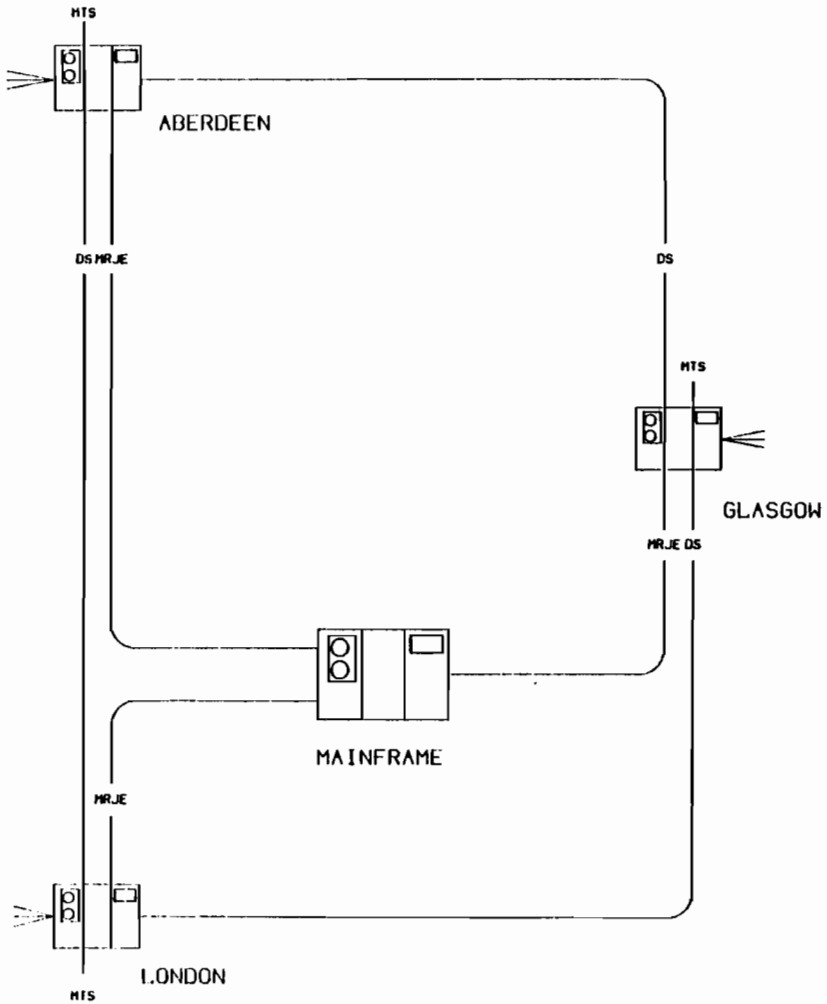 MTS
ABERDEEN
DS MRJE
DS
MTS
GLASGOW
MRJE DS
MAINFRAME
MRJE
LONDON
MTS